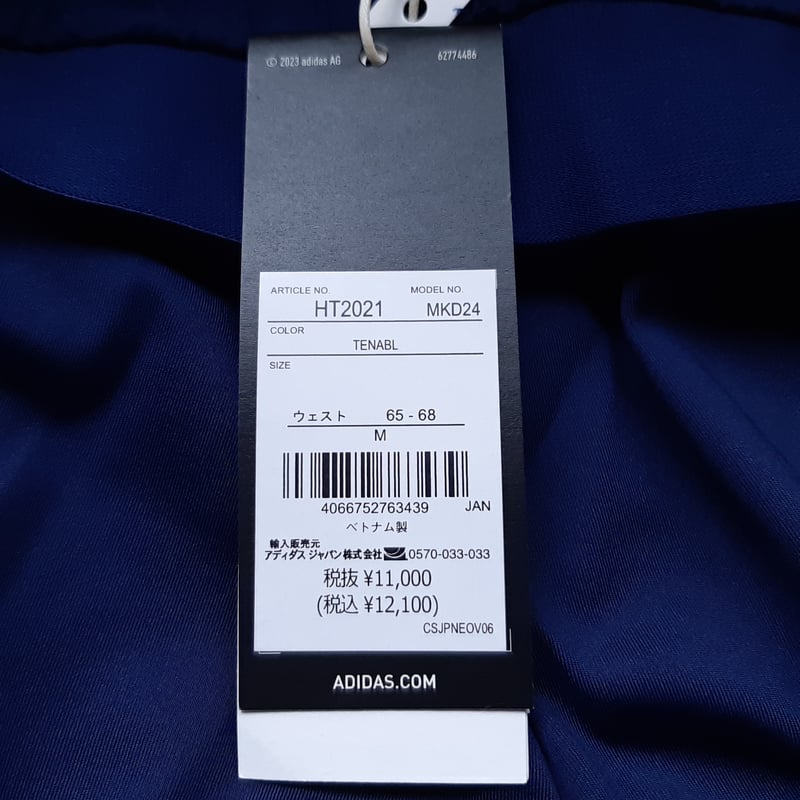 © 2023 adidas AG 62774486
ARTICLE NO. MODEL NO.
HT2021 MKD24
COLOR
TENABL
SIZE
ウェスト 65 - 68
M
4066752763439 JAN
ベトナム製
輸入販売元
アディダス ジャパン株式会社 0570-033-033
税抜 ¥11,000
(税込 ¥12,100)
CSJPNEOV06
ADIDAS.COM